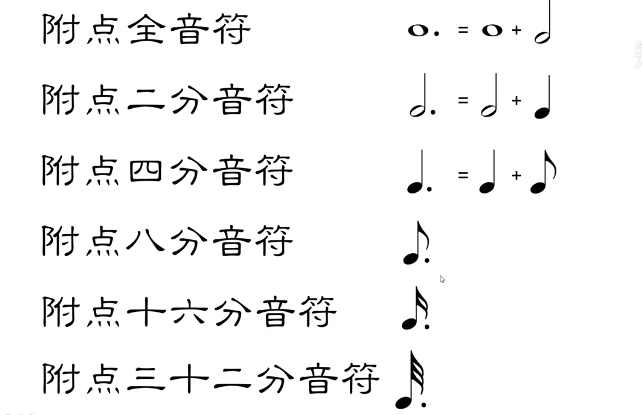 附点全音符 = +
附点二分音符 = +
附点四分音符 = +
附点八分音符
附点十六分音符
附点三十二分音符